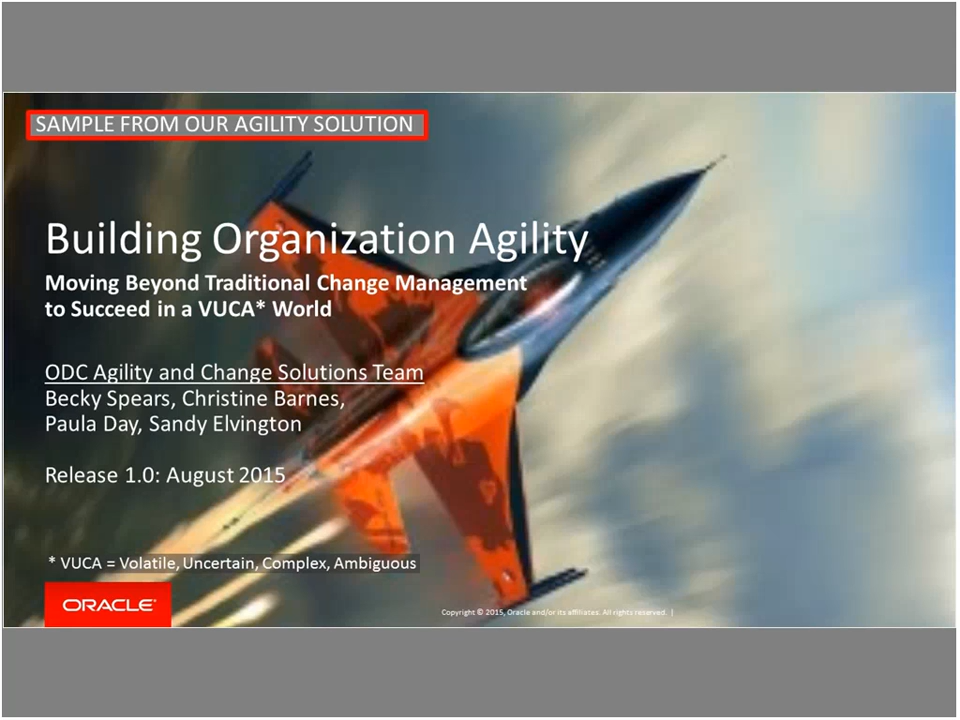 SAMPLE FROM OUR AGILITY SOLUTION
Building Organization Agility
Moving Beyond Traditional Change Management
to Succeed in a VUCA* World
ODC Agility and Change Solutions Team
Becky Spears, Christine Barnes,
Paula Day, Sandy Elvington
Release 1.0: August 2015
* VUCA = Volatile, Uncertain, Complex, Ambiguous
ORACLE®
Copyright © 2015, Oracle and/or its affiliates. All rights reserved. |